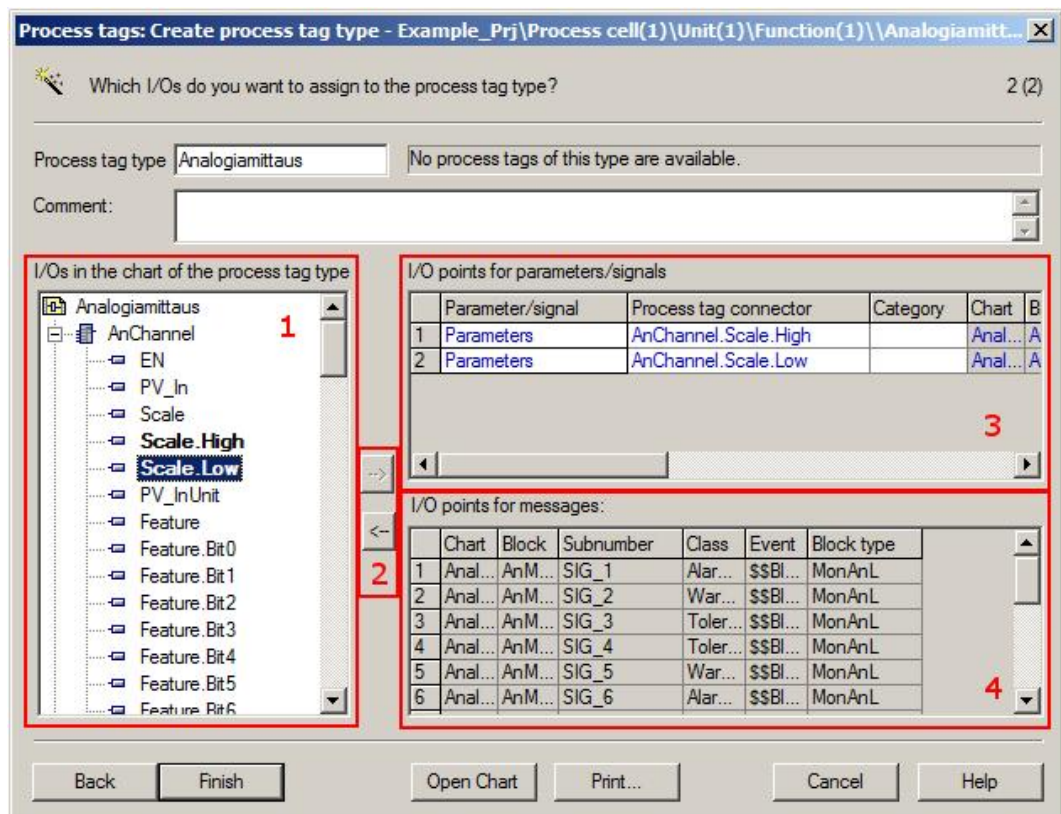 Process tags: Create process tag type - Example_Prj\Process cell(1)\Unit(1)\Function(1)\\Analogiamitt...
Which I/Os do you want to assign to the process tag type? 2 (2)
Process tag type Analogiamittaus No process tags of this type are available.
Comment:
I/Os in the chart of the process tag type
Analogiamittaus
AnChannel
EN
PV_In
Scale
Scale.High
Scale.Low
PV_InUnit
Feature
Feature.Bit0
Feature.Bit1
Feature.Bit2
Feature.Bit3
Feature.Bit4
Feature.Bit5
Feature.Bit6
1
-->
<--
2
I/O points for parameters/signals
Parameter/signal Process tag connector Category Chart B
1 Parameters AnChannel.Scale.High Anal... A
2 Parameters AnChannel.Scale.Low Anal... A
3
I/O points for messages:
Chart Block Subnumber Class Event Block type
1 Anal... AnM... SIG_1 Alar... $$Bl... MonAnL
2 Anal... AnM... SIG_2 War... $$Bl... MonAnL
3 Anal... AnM... SIG_3 Toler... $$Bl... MonAnL
4 Anal... AnM... SIG_4 Toler... $$Bl... MonAnL
5 Anal... AnM... SIG_5 War... $$Bl... MonAnL
6 Anal... AnM... SIG_6 Alar... $$Bl... MonAnL
4
Back Finish Open Chart Print... Cancel Help